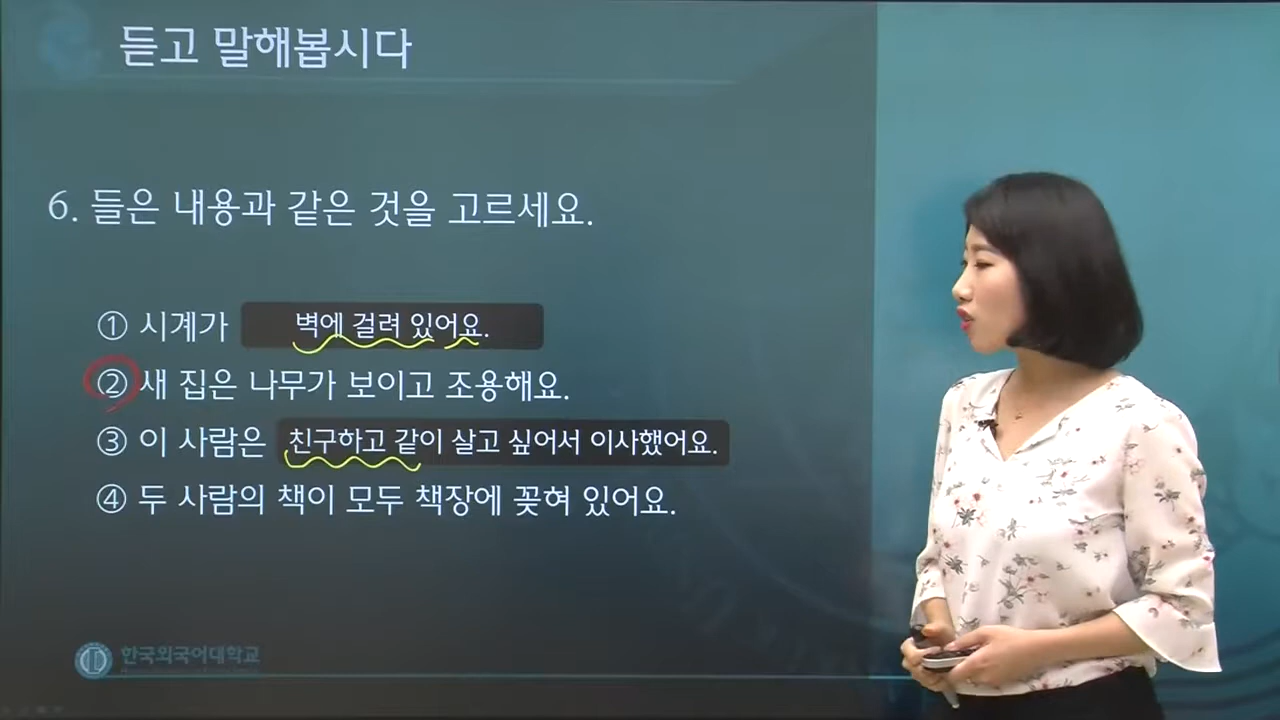 듣고 말해봅시다
6. 들은 내용과 같은 것을 고르세요.
① 시계가 벽에 걸려 있어요.
② 새 집은 나무가 보이고 조용해요.
③ 이 사람은 친구하고 같이 살고 싶어서 이사했어요.
④ 두 사람의 책이 모두 책장에 꽂혀 있어요.
한국외국어대학교